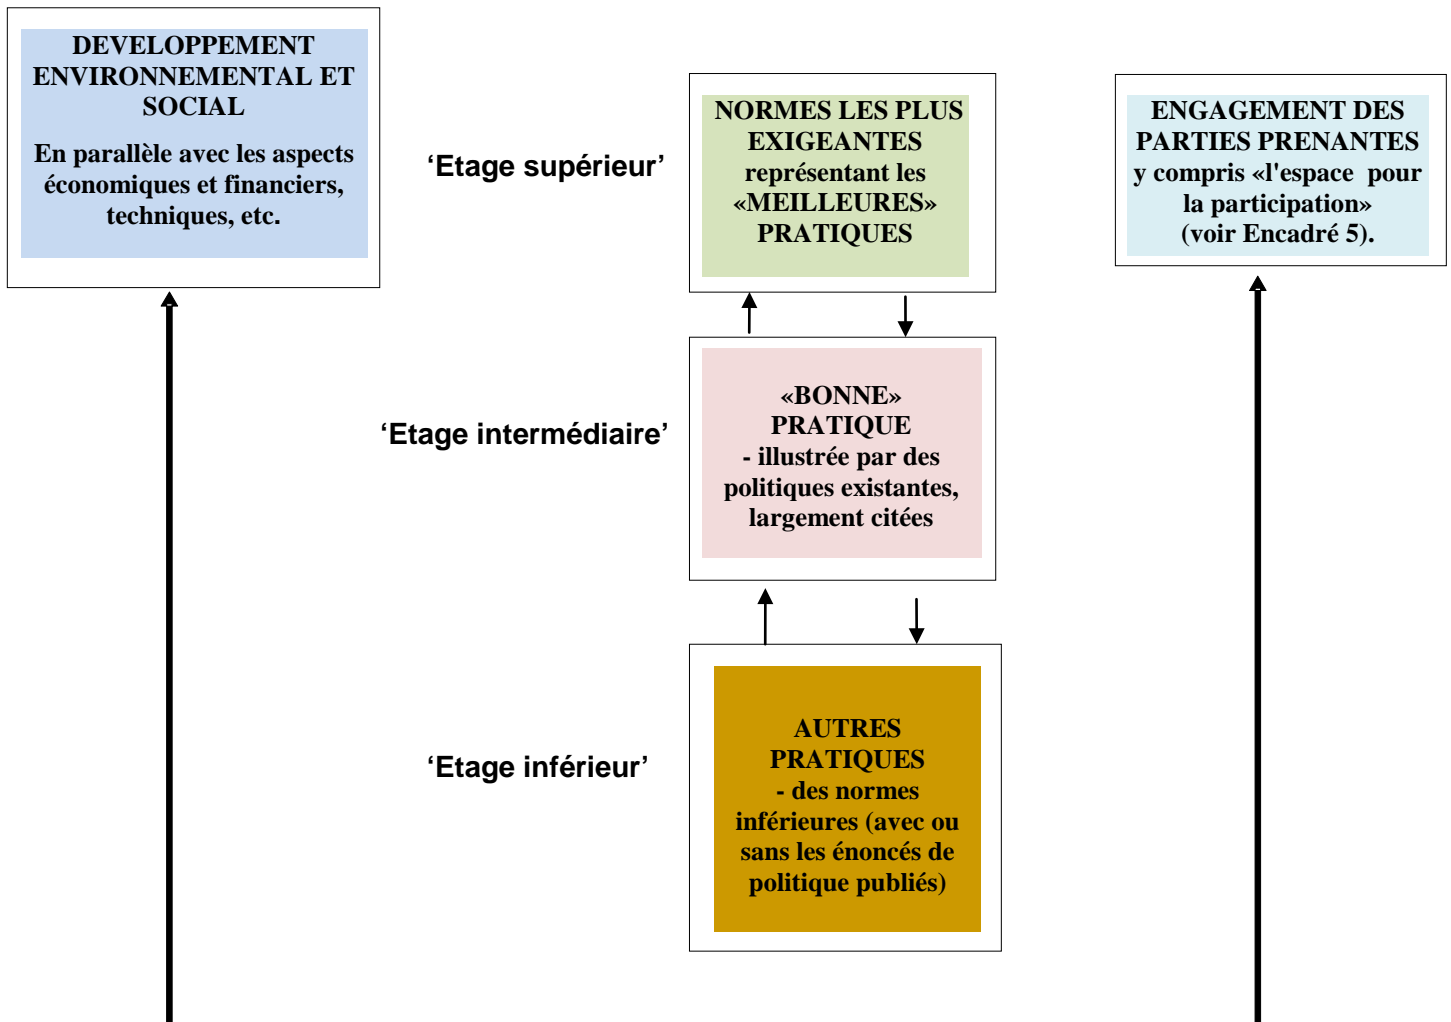 DEVELOPPEMENT
ENVIRONNEMENTAL ET
SOCIAL
En parallèle avec les aspects
économiques et financiers,
techniques, etc.
‘Etage supérieur’
NORMES LES PLUS
EXIGEANTES
représentant les
«MEILLEURES»
PRATIQUES
ENGAGEMENT DES
PARTIES PRENANTES
y compris «l'espace pour
la participation»
(voir Encadré 5).
‘Etage intermédiaire’
«BONNE»
PRATIQUE
- illustrée par des
politiques existantes,
largement citées
‘Etage inférieur’
AUTRES
PRATIQUES
- des normes
inférieures (avec ou
sans les énoncés de
politique publiés)